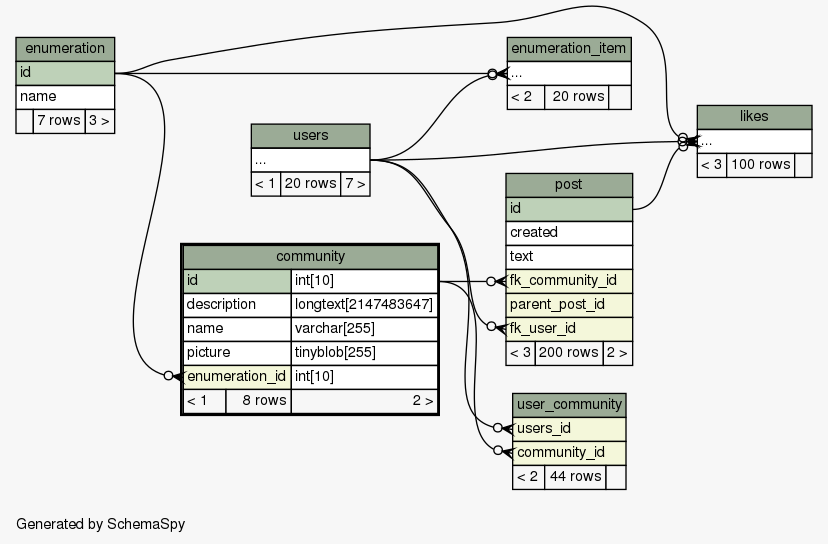 enumeration
id
name
7 rows 3 >
enumeration_item
...
< 2 20 rows
likes
...
< 3 100 rows
users
...
< 1 20 rows 7 >
post
id
created
text
fk_community_id
parent_post_id
fk_user_id
< 3 200 rows 2 >
community
id int[10]
description longtext[2147483647]
name varchar[255]
picture tinyblob[255]
enumeration_id int[10]
< 1 8 rows 2 >
user_community
users_id
community_id
< 2 44 rows
Generated by SchemaSpy